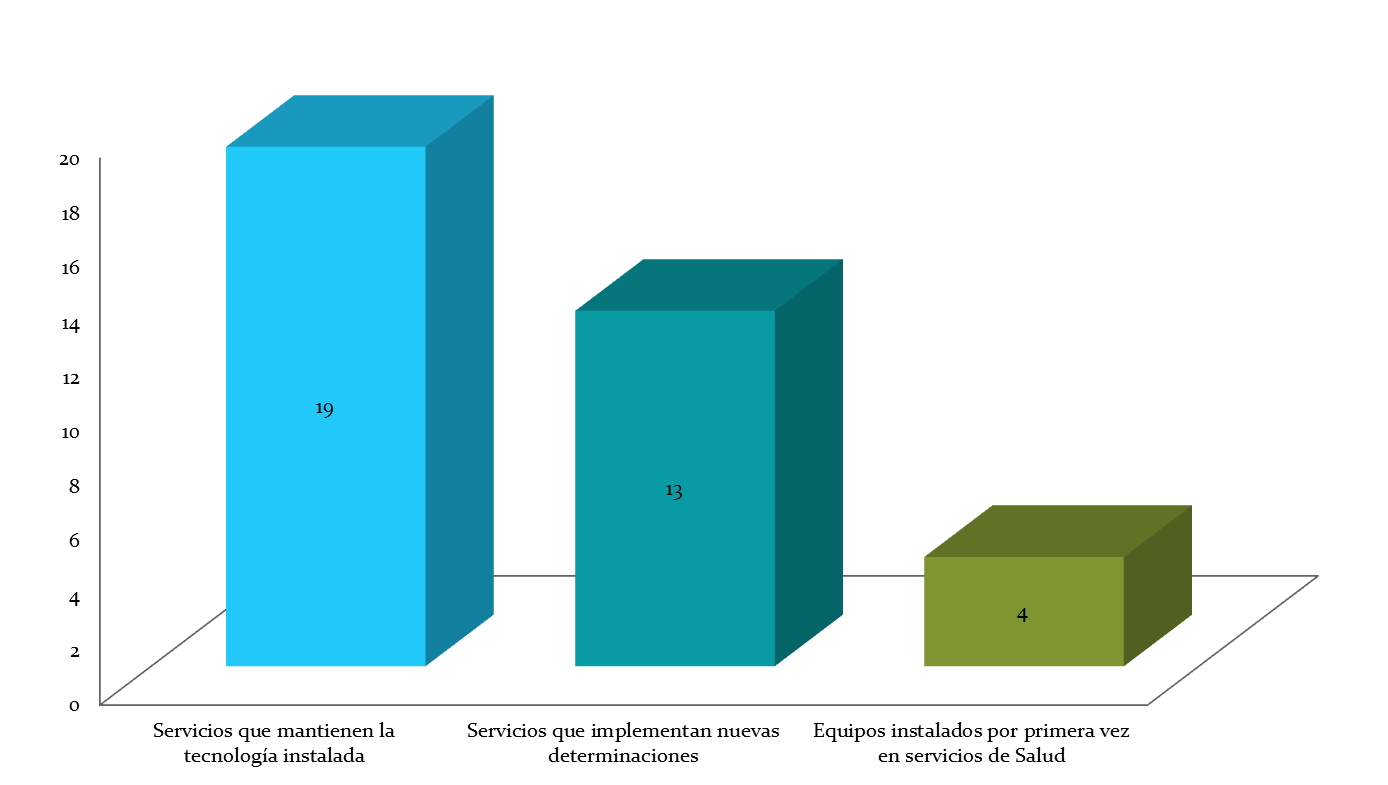 20
18
16
14
12
10
8
6
4
2
0
19
13
4
Servicios que mantienen la
tecnología instalada
Servicios que implementan nuevas
determinaciones
Equipos instalados por primera vez
en servicios de Salud